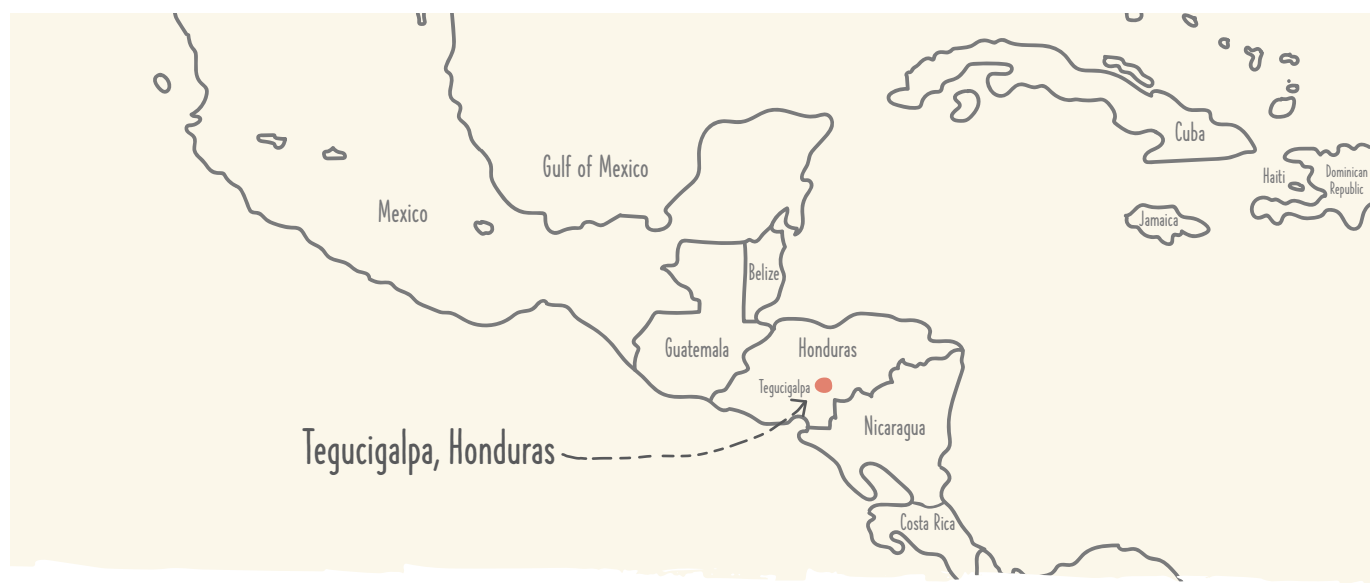 Cuba
Gulf of Mexico
Haiti
Dominican
Republic
Mexico
Jamaica
Belize
Guatemala
Honduras
Tegucigalpa
Nicaragua
Tegucigalpa, Honduras
Costa Rica